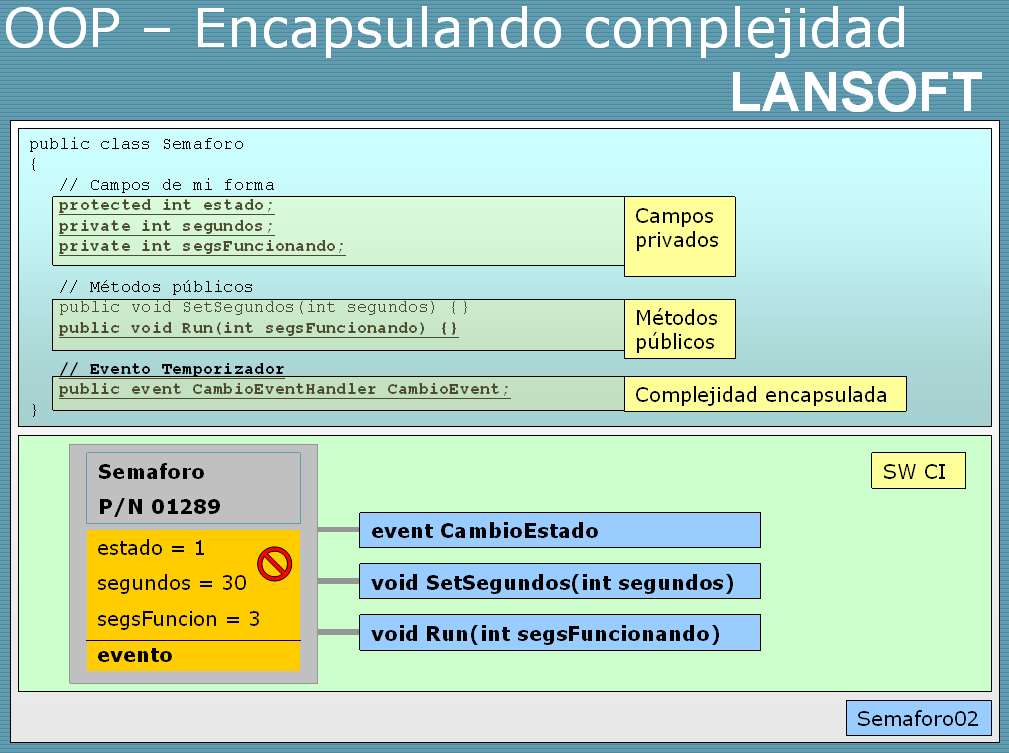 OOP – Encapsulando complejidad
LANSOFT
public class Semaforo
{
// Campos de mi forma
protected int estado;
private int segundos;
private int segsFuncionando;
Campos
privados
// Métodos públicos
public void SetSegundos(int segundos) {}
public void Run(int segsFuncionando) {}
Métodos
públicos
// Evento Temporizador
public event CambioEventHandler CambioEvent;
Complejidad encapsulada
}
Semaforo
P/N 01289
estado = 1
segundos = 30
segsFuncion = 3
evento
event CambioEstado
void SetSegundos(int segundos)
void Run(int segsFuncionando)
SW CI
Semaforo02